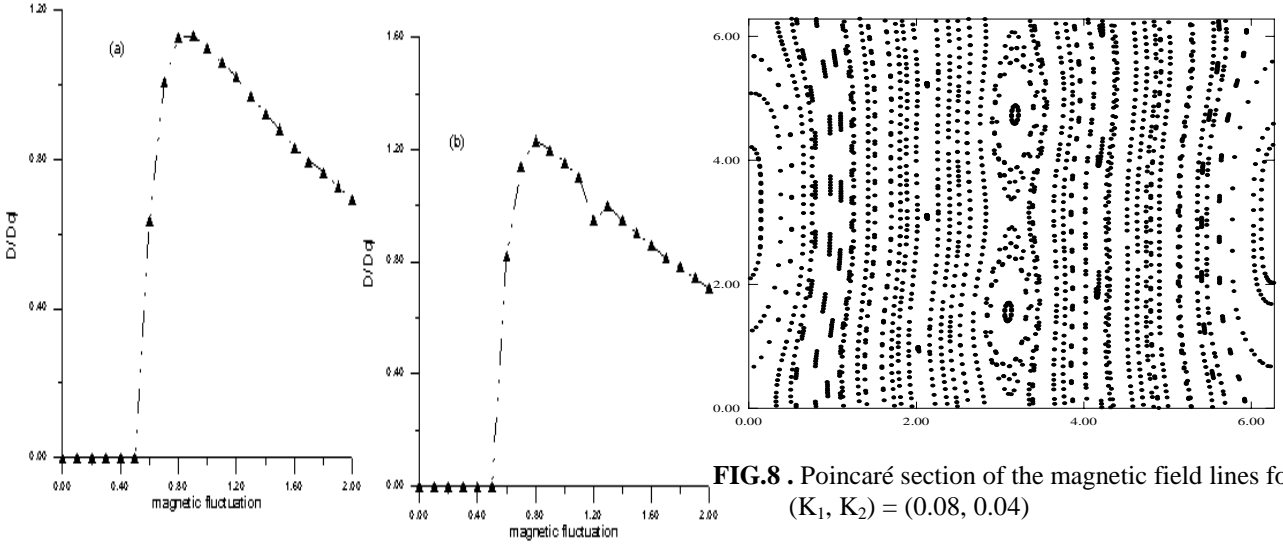 1.20
(a)
0.80
D/Dql
0.40
0.00
0.00 0.40 0.80 1.20 1.60 2.00
magnetic fluctuation
1.60
(b)
1.20
D/Dql
0.80
0.40
0.00
0.00 0.40 0.80 1.20 1.60 2.00
magnetic fluctuation
6.00
4.00
2.00
0.00
0.00 2.00 4.00 6.00
FIG.8 . Poincaré section of the magnetic field lines fo
(K₁, K₂) = (0.08, 0.04)